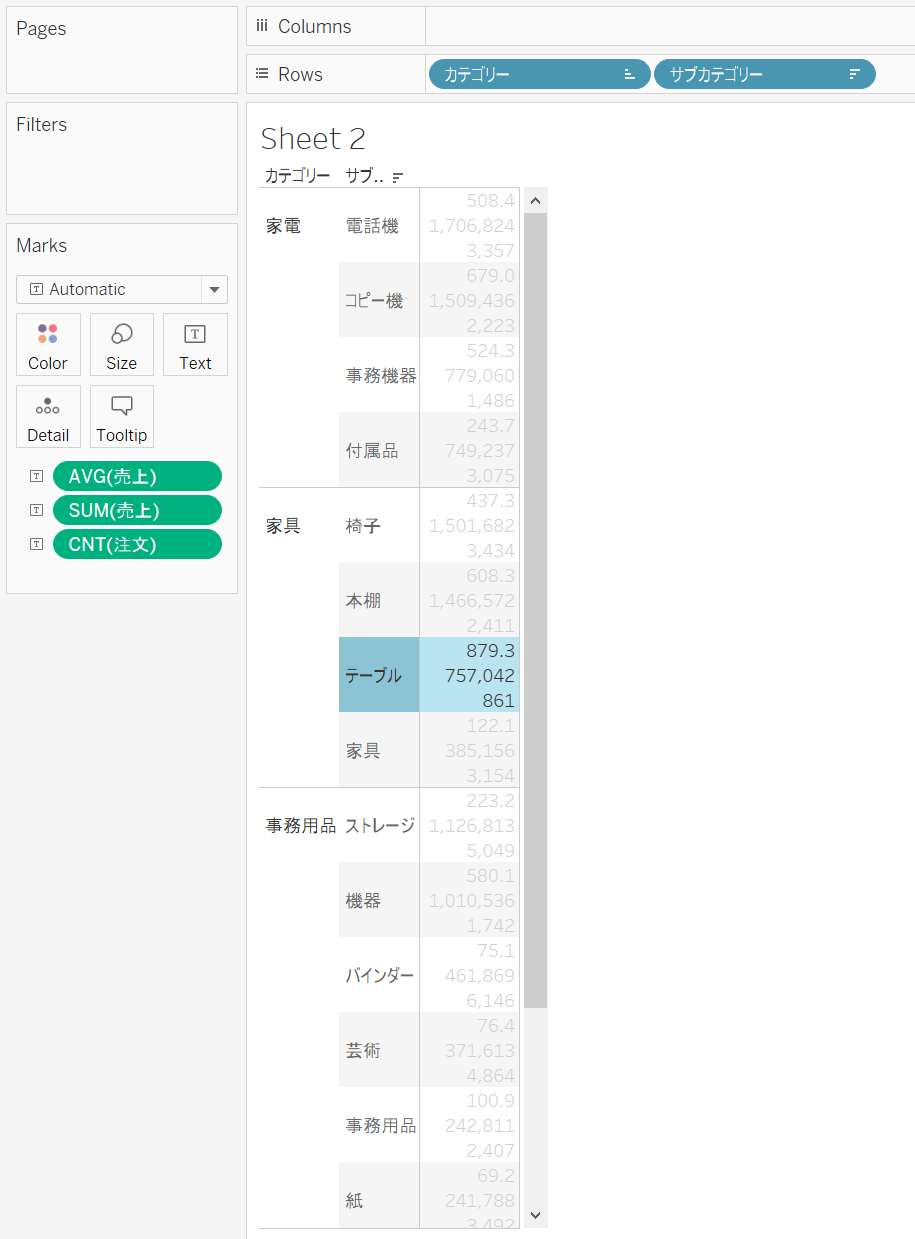 Pages
Columns
Rows カテゴリー サブカテゴリー
Filters
Marks
Automatic
Color Size Text
Detail Tooltip
AVG(売上)
SUM(売上)
CNT(注文)
Sheet 2
カテゴリー サブ..
家電 電話機 508.4
1,706,824
3,357
コピー機 679.0
1,509,436
2,223
事務機器 524.3
779,060
1,486
付属品 243.7
749,237
3,075
家具 椅子 437.3
1,501,682
3,434
本棚 608.3
1,466,572
2,411
テーブル 879.3
757,042
861
家具 122.1
385,156
3,154
事務用品 ストレージ 223.2
1,126,813
5,049
機器 580.1
1,010,536
1,742
バインダー 75.1
461,869
6,146
芸術 76.4
371,613
4,864
事務用品 100.9
242,811
2,407
紙 69.2
241,788
3,492